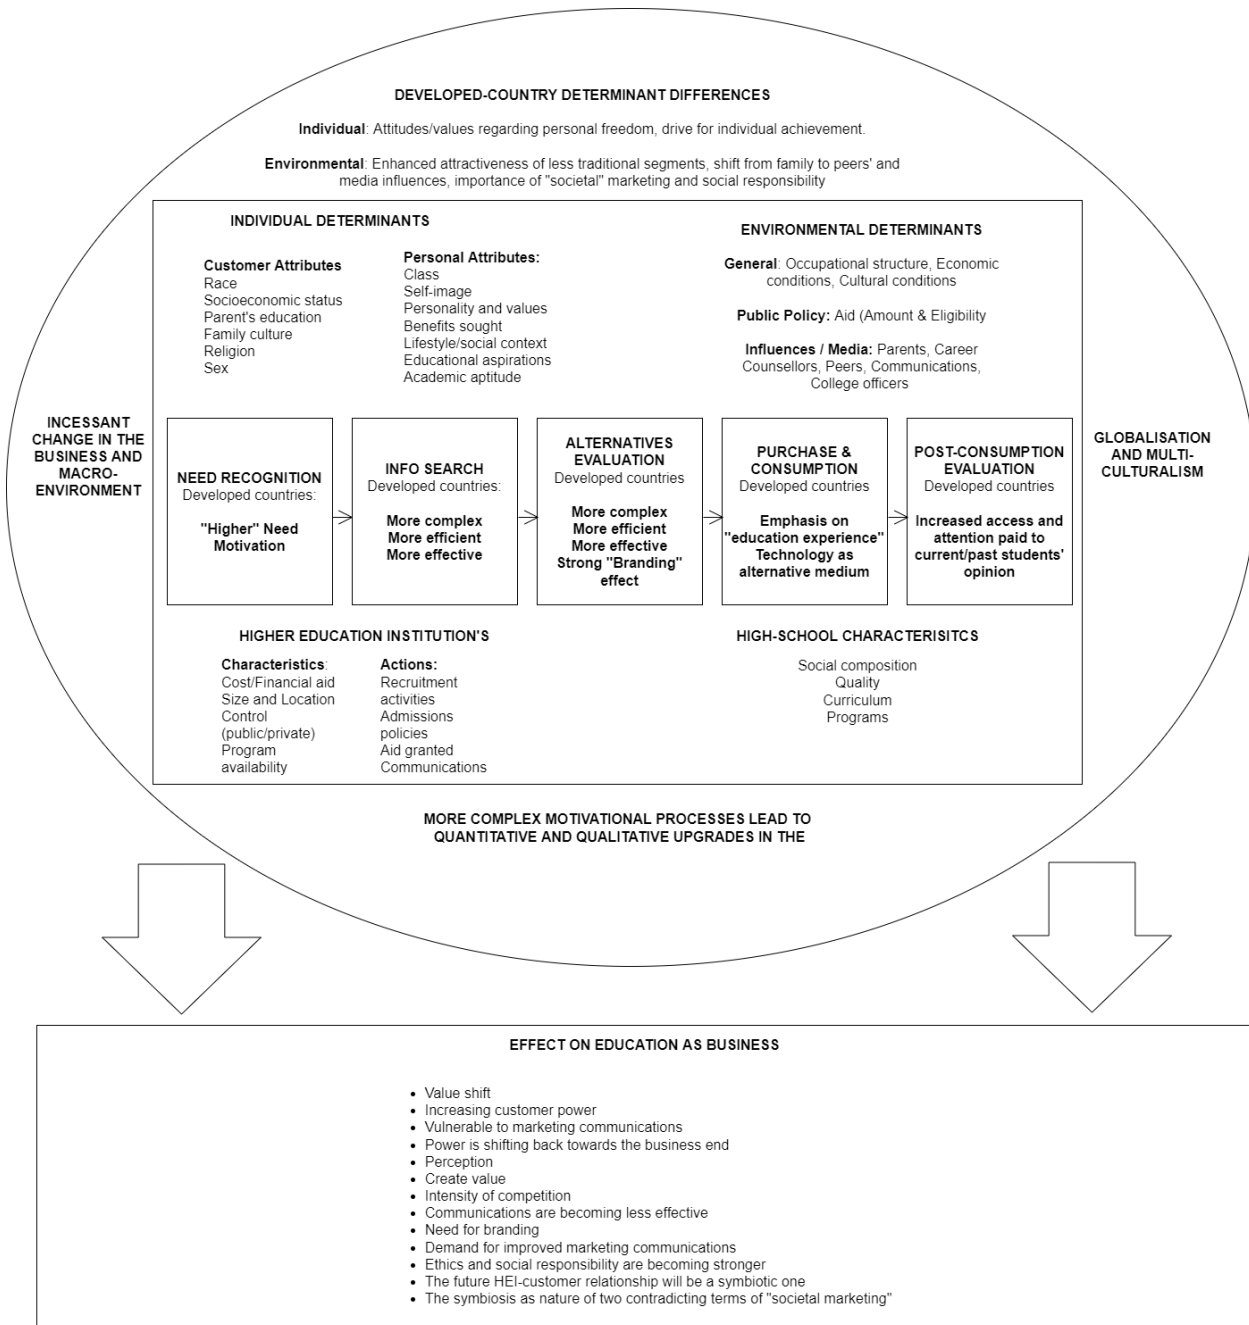 DEVELOPED-COUNTRY DETERMINANT DIFFERENCES
Individual: Attitudes/values regarding personal freedom, drive for individual achievement.
Environmental: Enhanced attractiveness of less traditional segments, shift from family to peers' and
media influences, importance of "societal" marketing and social responsibility
INDIVIDUAL DETERMINANTS
Customer Attributes
Race
Socioeconomic status
Parent's education
Family culture
Religion
Sex
Personal Attributes:
Class
Self-image
Personality and values
Benefits sought
Lifestyle/social context
Educational aspirations
Academic aptitude
ENVIRONMENTAL DETERMINANTS
General: Occupational structure, Economic
conditions, Cultural conditions
Public Policy: Aid (Amount & Eligibility
Influences / Media: Parents, Career
Counsellors, Peers, Communications,
College officers
INCESSANT
CHANGE IN THE
BUSINESS AND
MACRO-
ENVIRONMENT
NEED RECOGNITION
Developed countries:
"Higher" Need
Motivation
INFO SEARCH
Developed countries:
More complex
More efficient
More effective
ALTERNATIVES
EVALUATION
Developed countries
More complex
More efficient
More effective
Strong "Branding"
effect
PURCHASE &
CONSUMPTION
Developed countries
Emphasis on
"education experience"
Technology as
alternative medium
POST-CONSUMPTION
EVALUATION
Developed countries
Increased access and
attention paid to
current/past students'
opinion
GLOBALISATION
AND MULTI-
CULTURALISM
HIGHER EDUCATION INSTITUTION'S
Characteristics:
Cost/Financial aid
Size and Location
Control
(public/private)
Program
availability
Actions:
Recruitment
activities
Admissions
policies
Aid granted
Communications
HIGH-SCHOOL CHARACTERISITCS
Social composition
Quality
Curriculum
Programs
MORE COMPLEX MOTIVATIONAL PROCESSES LEAD TO
QUANTITATIVE AND QUALITATIVE UPGRADES IN THE
EFFECT ON EDUCATION AS BUSINESS
• Value shift
• Increasing customer power
• Vulnerable to marketing communications
• Power is shifting back towards the business end
• Perception
• Create value
• Intensity of competition
• Communications are becoming less effective
• Need for branding
• Demand for improved marketing communications
• Ethics and social responsibility are becoming stronger
• The future HEI-customer relationship will be a symbiotic one
• The symbiosis as nature of two contradicting terms of "societal marketing"